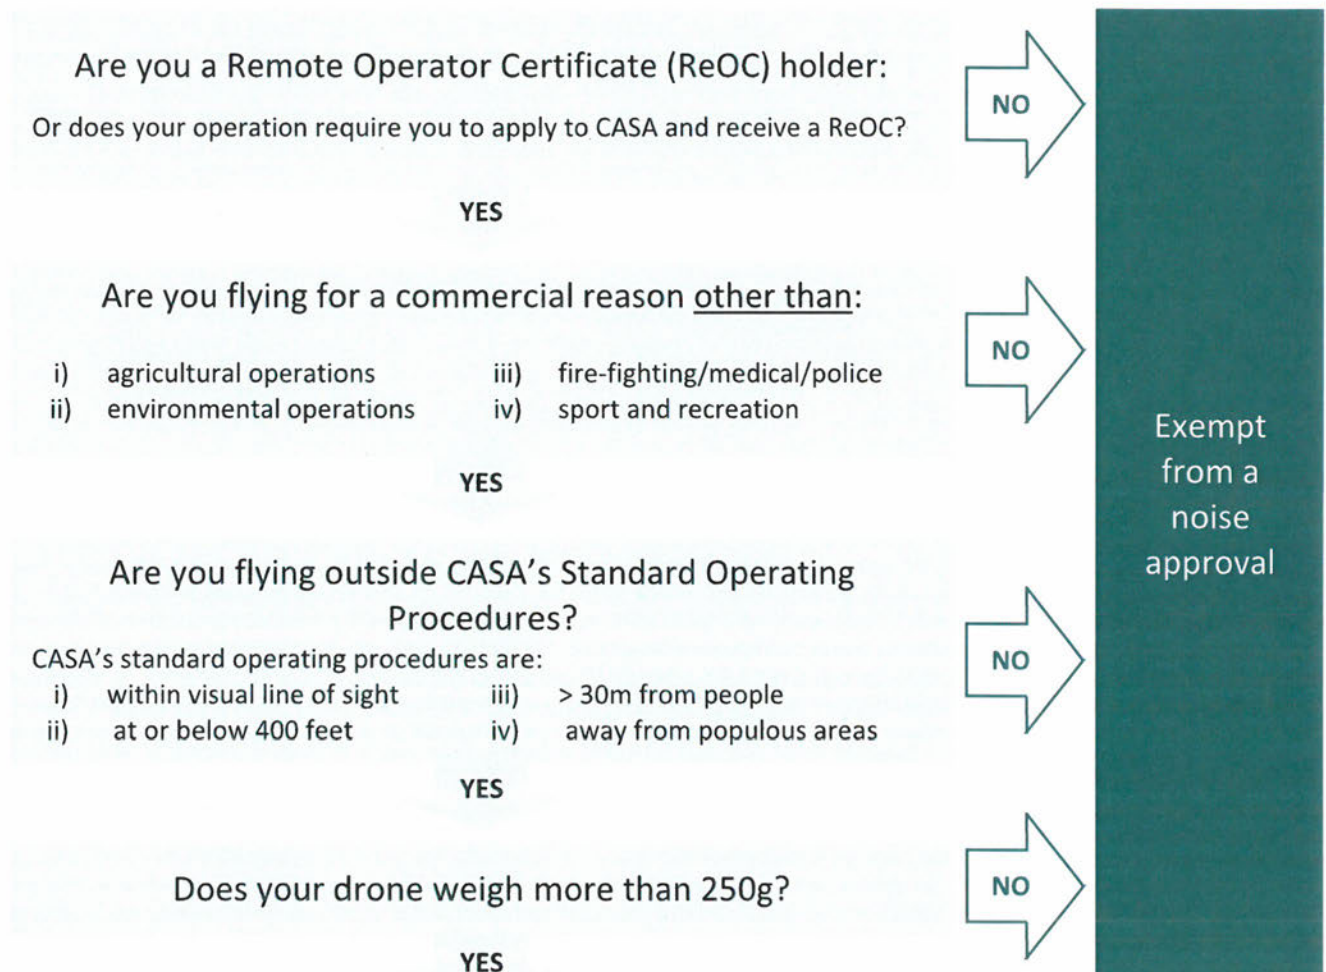 Are you a Remote Operator Certificate (ReOC) holder:
Or does your operation require you to apply to CASA and receive a ReOC?
NO
YES
Are you flying for a commercial reason other than:
i) agricultural operations
ii) environmental operations
iii) fire-fighting/medical/police
iv) sport and recreation
NO
YES
Are you flying outside CASA's Standard Operating
Procedures?
CASA's standard operating procedures are:
i) within visual line of sight
ii) at or below 400 feet
iii) > 30m from people
iv) away from populous areas
NO
YES
Does your drone weigh more than 250g?
NO
YES
Exempt
from a
noise
approval